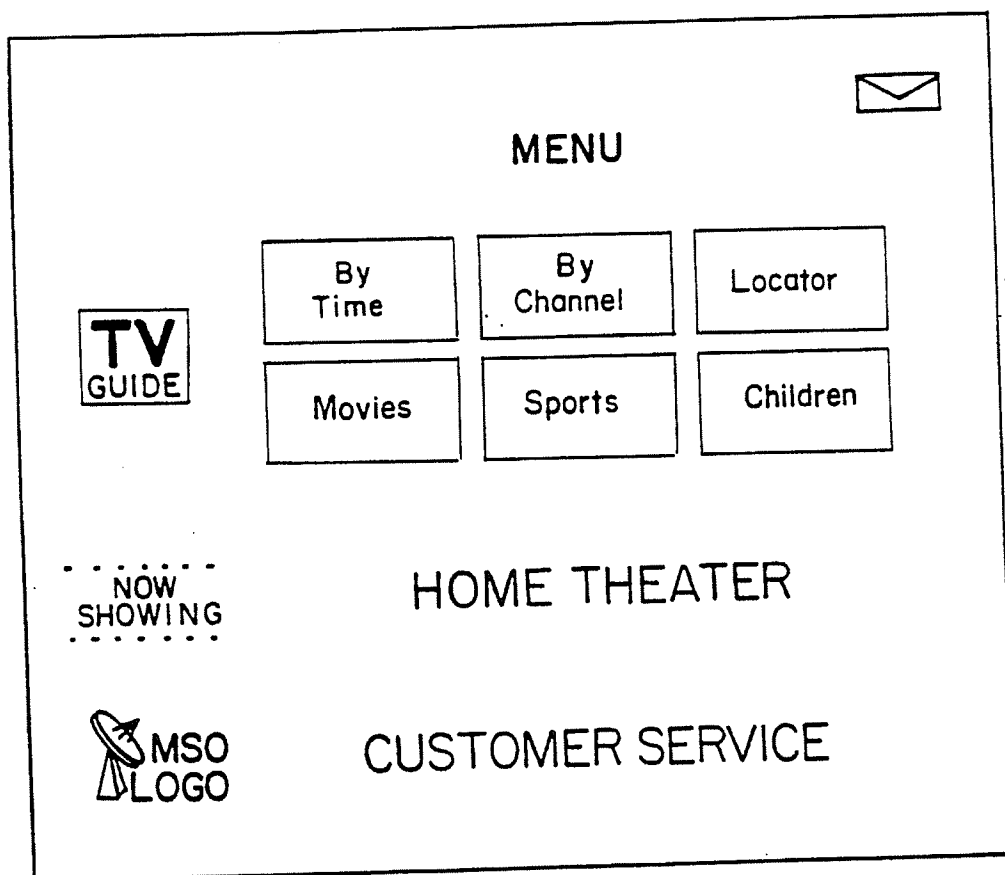 MENU
By
Time
By
Channel
Locator
TV
GUIDE
Movies
Sports
Children
NOW
SHOWING
HOME THEATER
MSO
LOGO
CUSTOMER SERVICE